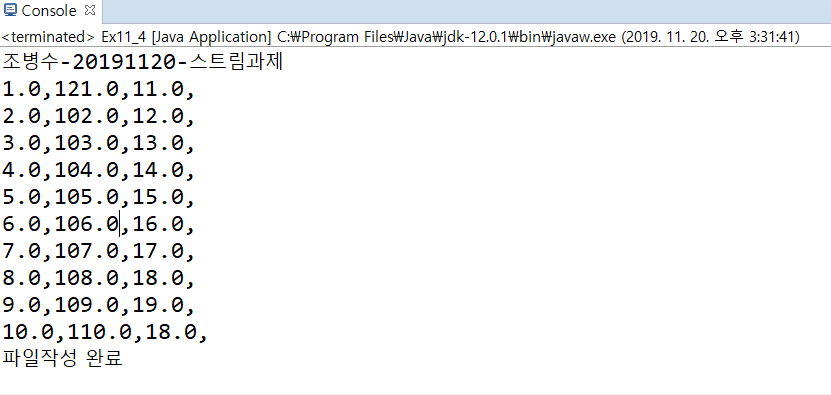 Console
<terminated> Ex11_4 [Java Application] C:₩Program Files₩Java₩jdk-12.0.1₩bin₩javaw.exe (2019. 11. 20. 오후 3:31:41)
조병수-20191120-스트림과제
1.0,121.0,11.0,
2.0,102.0,12.0,
3.0,103.0,13.0,
4.0,104.0,14.0,
5.0,105.0,15.0,
6.0,106.0,16.0,
7.0,107.0,17.0,
8.0,108.0,18.0,
9.0,109.0,19.0,
10.0,110.0,18.0,
파일작성 완료